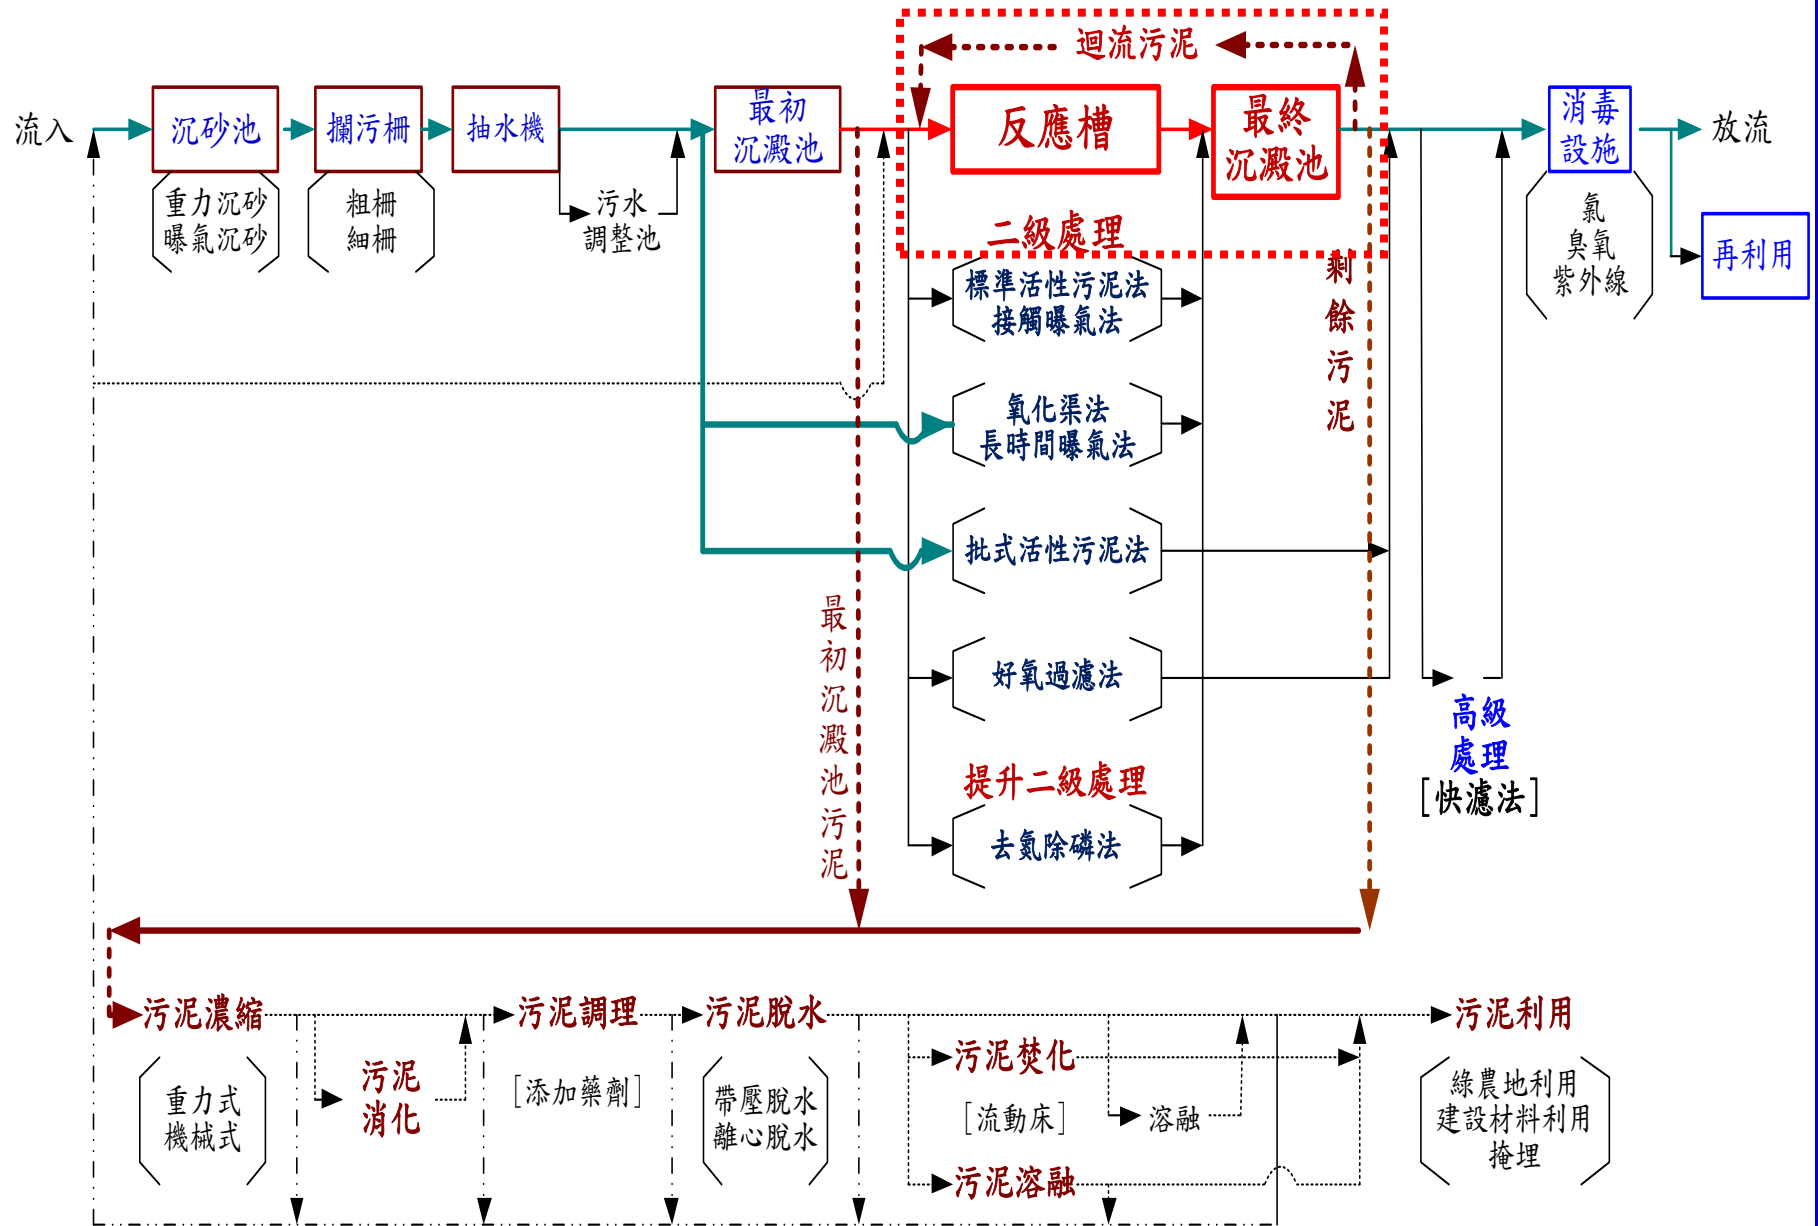 迴流污泥
流入
沉砂池
攔污柵
抽水機
最初
沉澱池
反應槽
最終
沉澱池
消毒
設施
放流
重力沉砂
曝氣沉砂
粗柵
細柵
污水
調整池
二級處理
氯
臭氧
紫外線
再利用
標準活性污泥法
接觸曝氣法
剩餘污泥
氧化渠法
長時間曝氣法
批式活性污泥法
最初沉澱池污泥
好氧過濾法
高級
處理
[快濾法]
提升二級處理
去氮除磷法
污泥濃縮
污泥調理
污泥脫水
污泥利用
污泥
消化
污泥焚化
重力式
機械式
[添加藥劑]
帶壓脫水
離心脫水
[流動床]
溶融
綠農地利用
建設材料利用
掩埋
污泥溶融